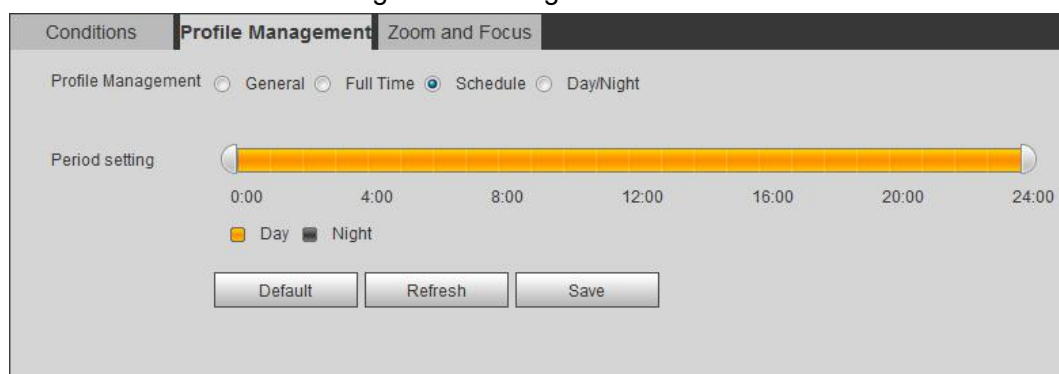 Conditions Profile Management Zoom and Focus
Profile Management General Full Time Schedule Day/Night
Period setting
0:00 4:00 8:00 12:00 16:00 20:00 24:00
Day Night
Default Refresh Save